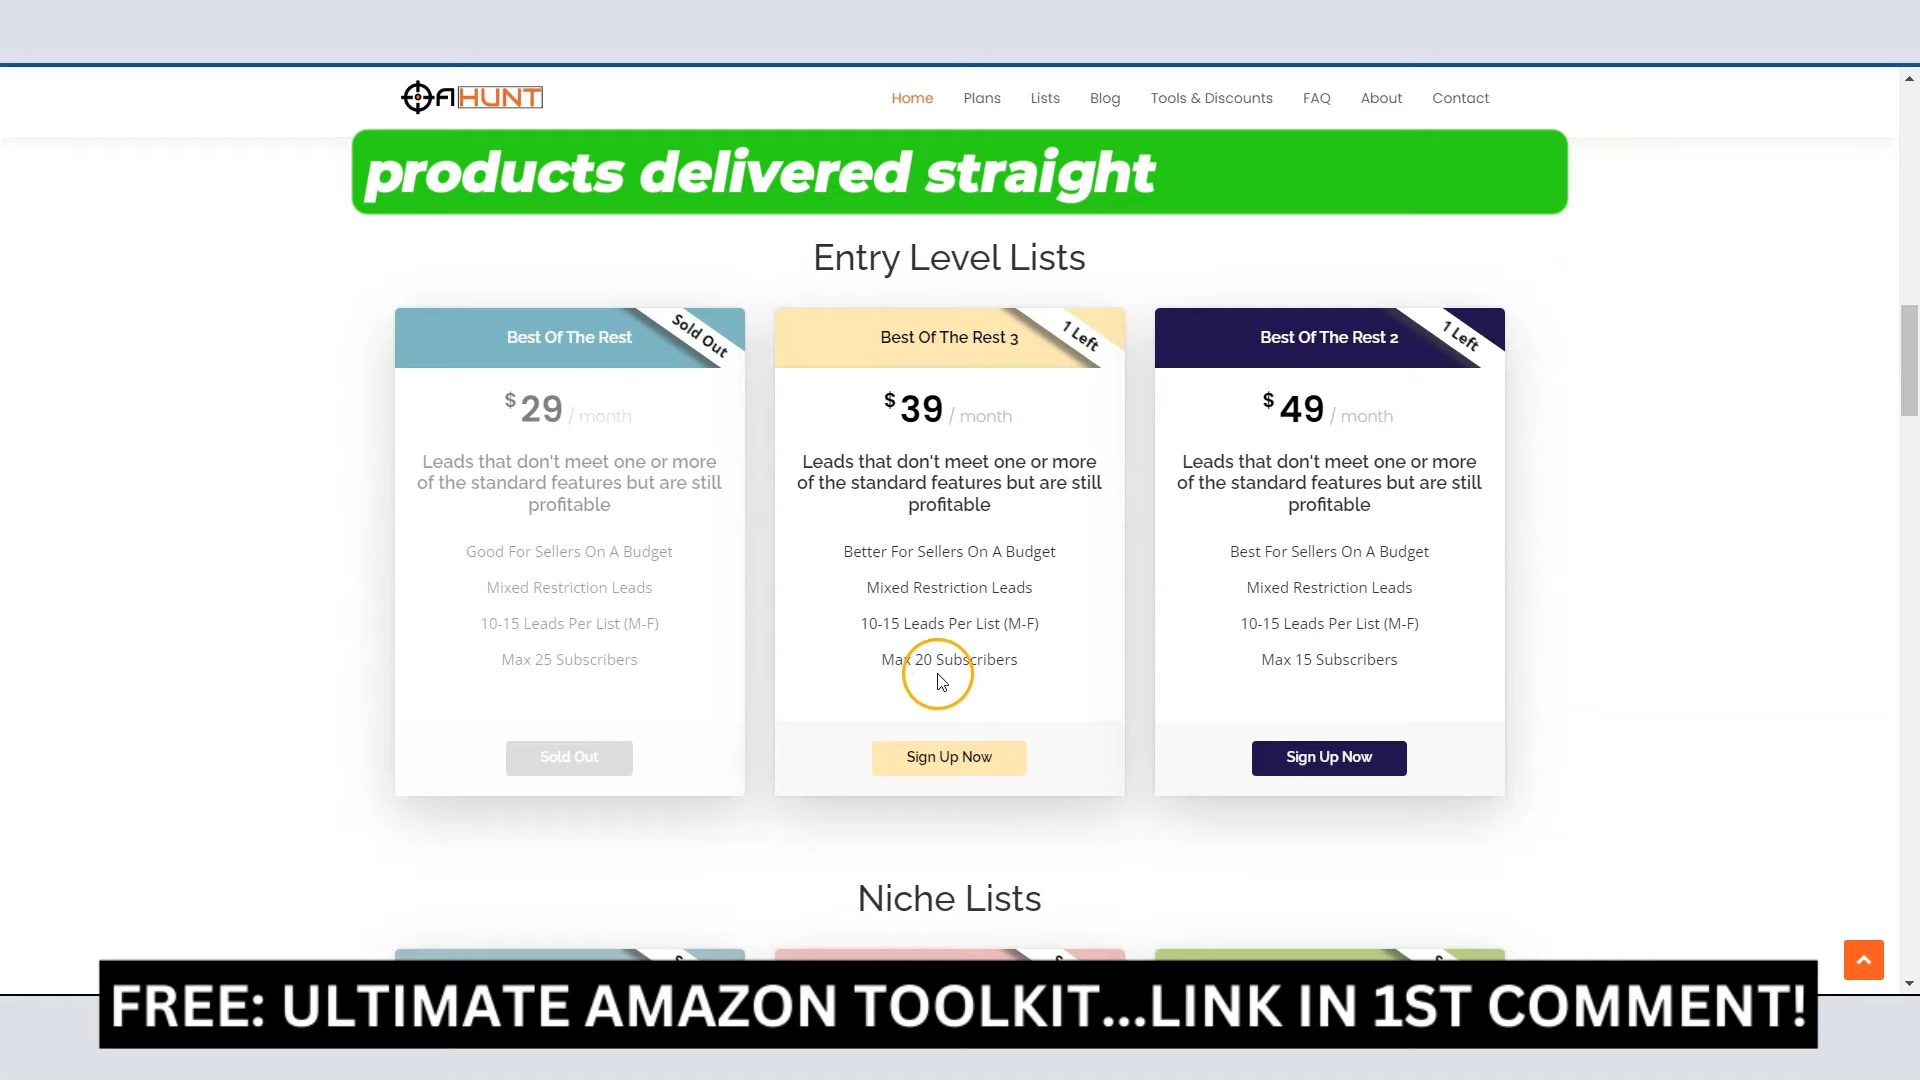 OAHUNT
Home Plans Lists Blog Tools & Discounts FAQ About Contact
products delivered straight
Entry Level Lists
Best Of The Rest
Sold Out
$29 / month
Leads that don't meet one or more
of the standard features but are still
profitable
Good For Sellers On A Budget
Mixed Restriction Leads
10-15 Leads Per List (M-F)
Max 25 Subscribers
Sold Out
Best Of The Rest 3
1 Left
$39 / month
Leads that don't meet one or more
of the standard features but are still
profitable
Better For Sellers On A Budget
Mixed Restriction Leads
10-15 Leads Per List (M-F)
Max 20 Subscribers
Sign Up Now
Best Of The Rest 2
1 Left
$49 / month
Leads that don't meet one or more
of the standard features but are still
profitable
Best For Sellers On A Budget
Mixed Restriction Leads
10-15 Leads Per List (M-F)
Max 15 Subscribers
Sign Up Now
Niche Lists
FREE: ULTIMATE AMAZON TOOLKIT...LINK IN 1ST COMMENT!